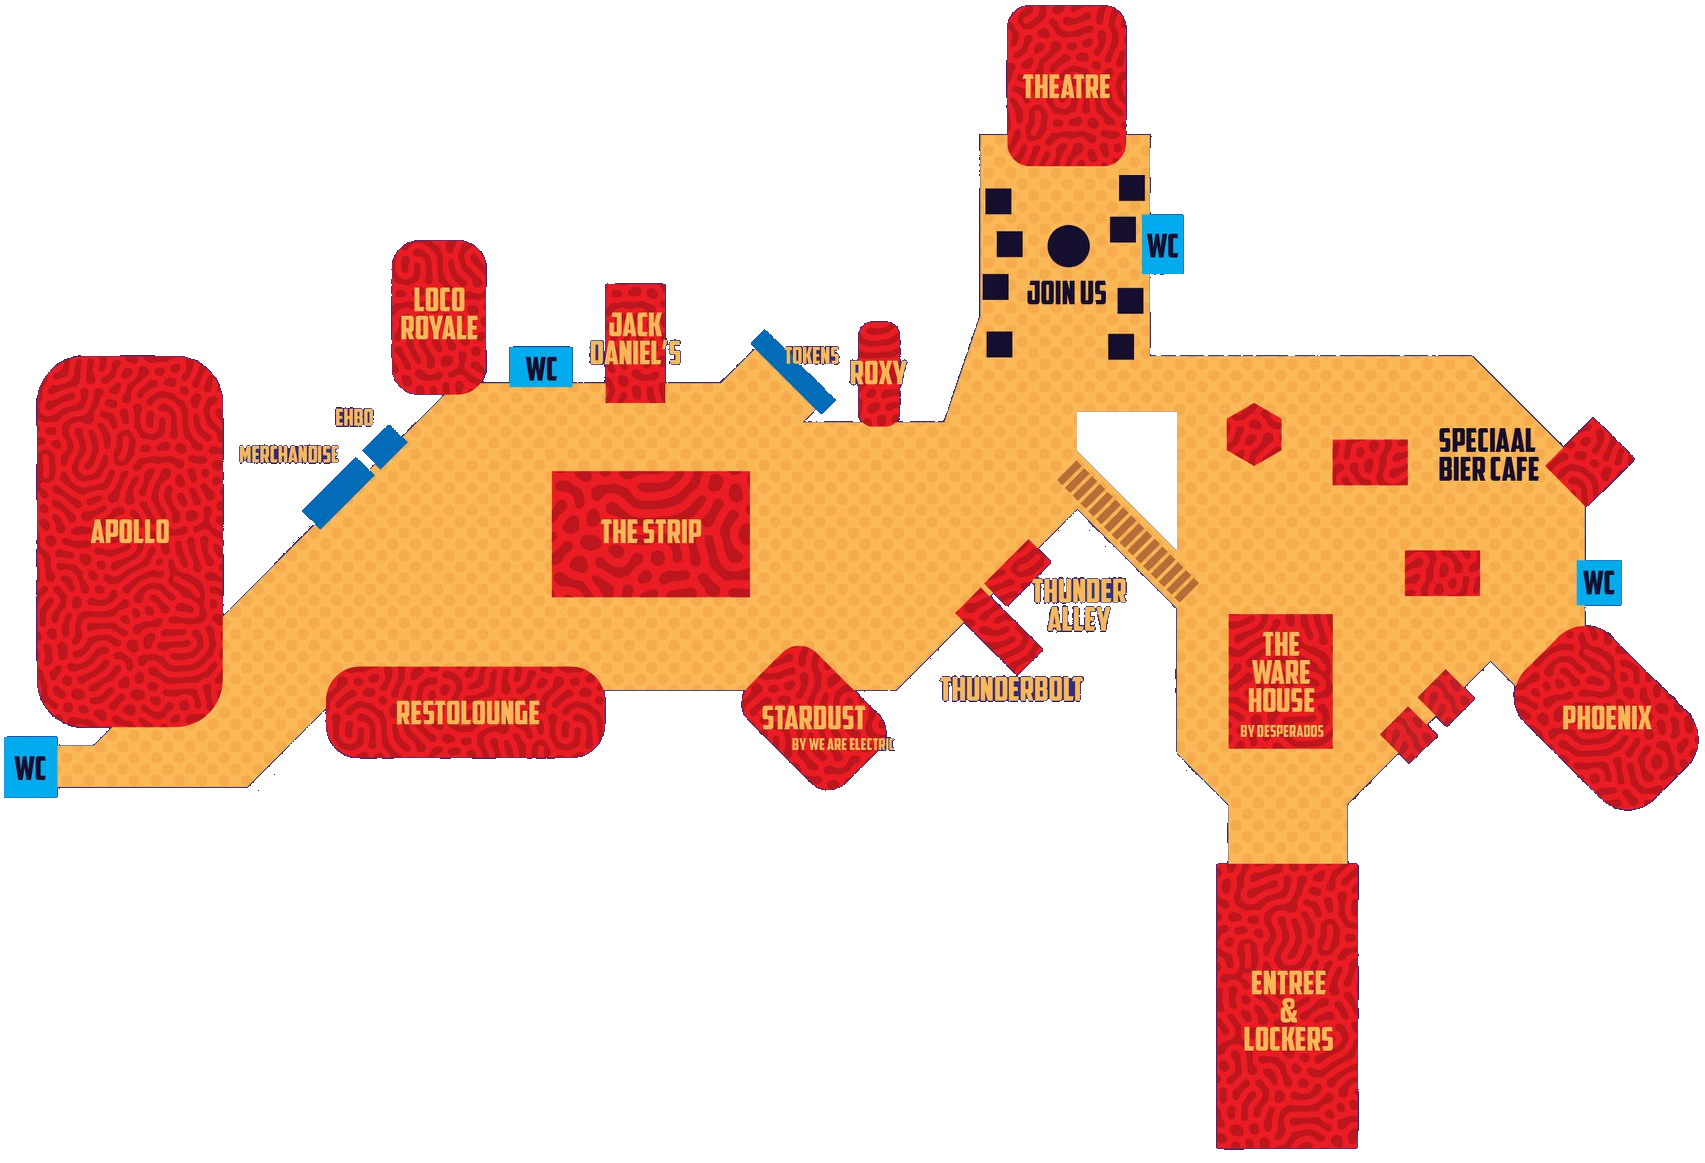 THEATRE
WC
JOIN US
LOCO
ROYALE
JACK
DANIEL'S
WC
TOKENS
ROXY
EHBO
MERCHANDISE
APOLLO
THE STRIP
SPECIAAL
BIER CAFE
WC
THUNDER
ALLEY
THUNDERBOLT
THE
WARE
HOUSE
BY DESPERADOS
PHOENIX
RESTOLOUNGE
STARDUST
BY WE ARE ELECTRIC
WC
ENTREE
&
LOCKERS